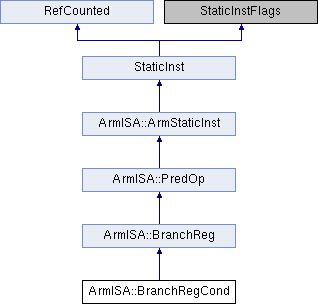 RefCounted
StaticInstFlags
StaticInst
ArmISA::ArmStaticInst
ArmISA::PredOp
ArmISA::BranchReg
ArmISA::BranchRegCond